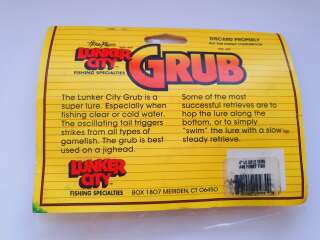 LUNKER
CITY
FISHING SPECIALTIES
GRUB
DISCARD PROPERLY
The Lunker City Grub is a
super lure. Especially when
fishing clear or cold water.
The oscillating tail triggers
strikes from all types of
gamefish. The grub is best
used on a jighead.
Some of the most
successful retrieves are to
hop the lure along the
bottom, or to simply
"swim" the lure with a slow
steady retrieve.
LUNKER
CITY
FISHING SPECIALTIES
BOX 1807 MERIDEN, CT 06450